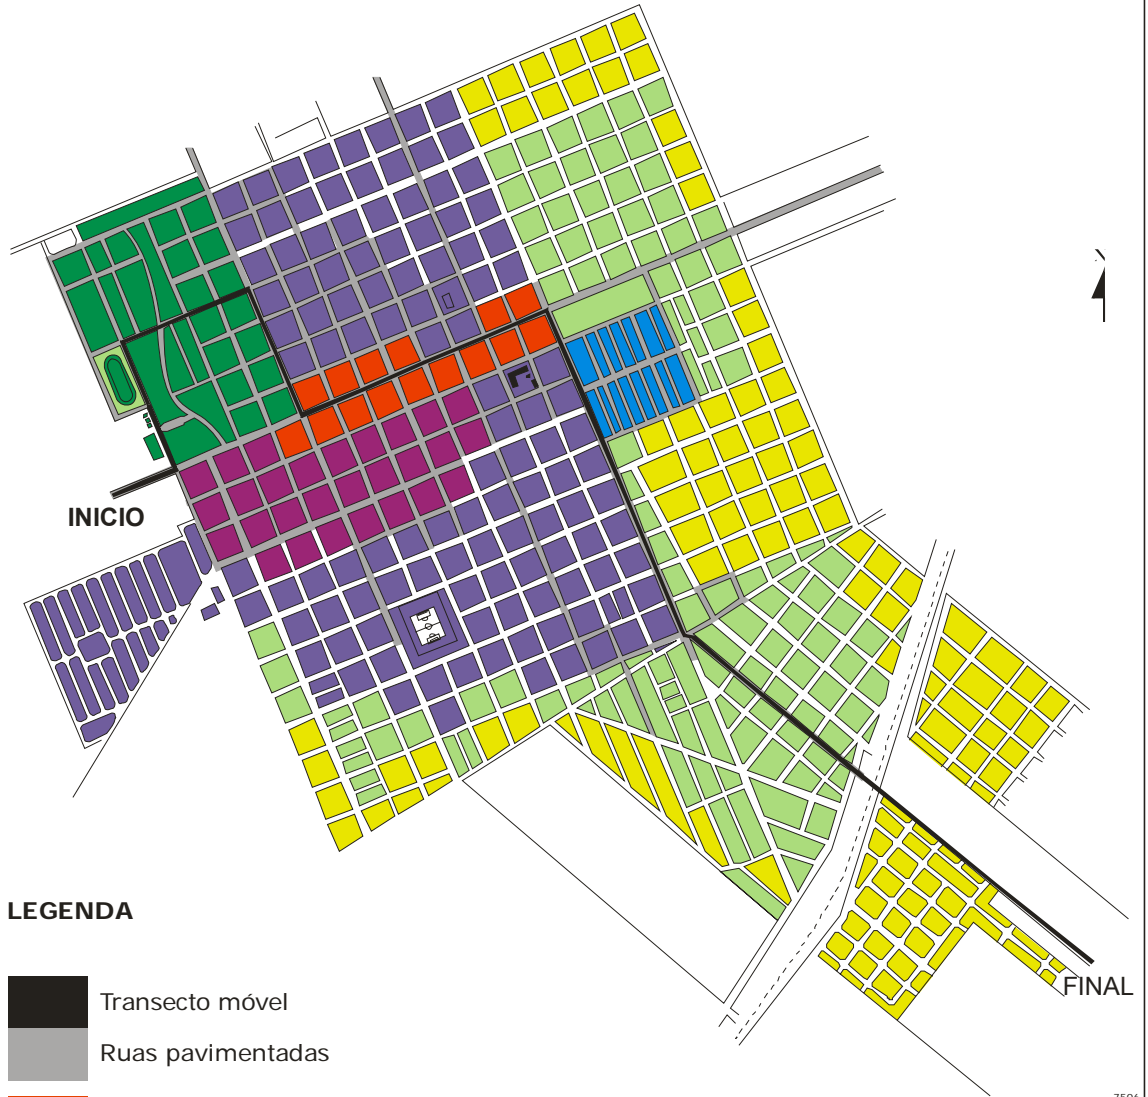 INICIO
FINAL
LEGENDA
Transecto móvel
Ruas pavimentadas